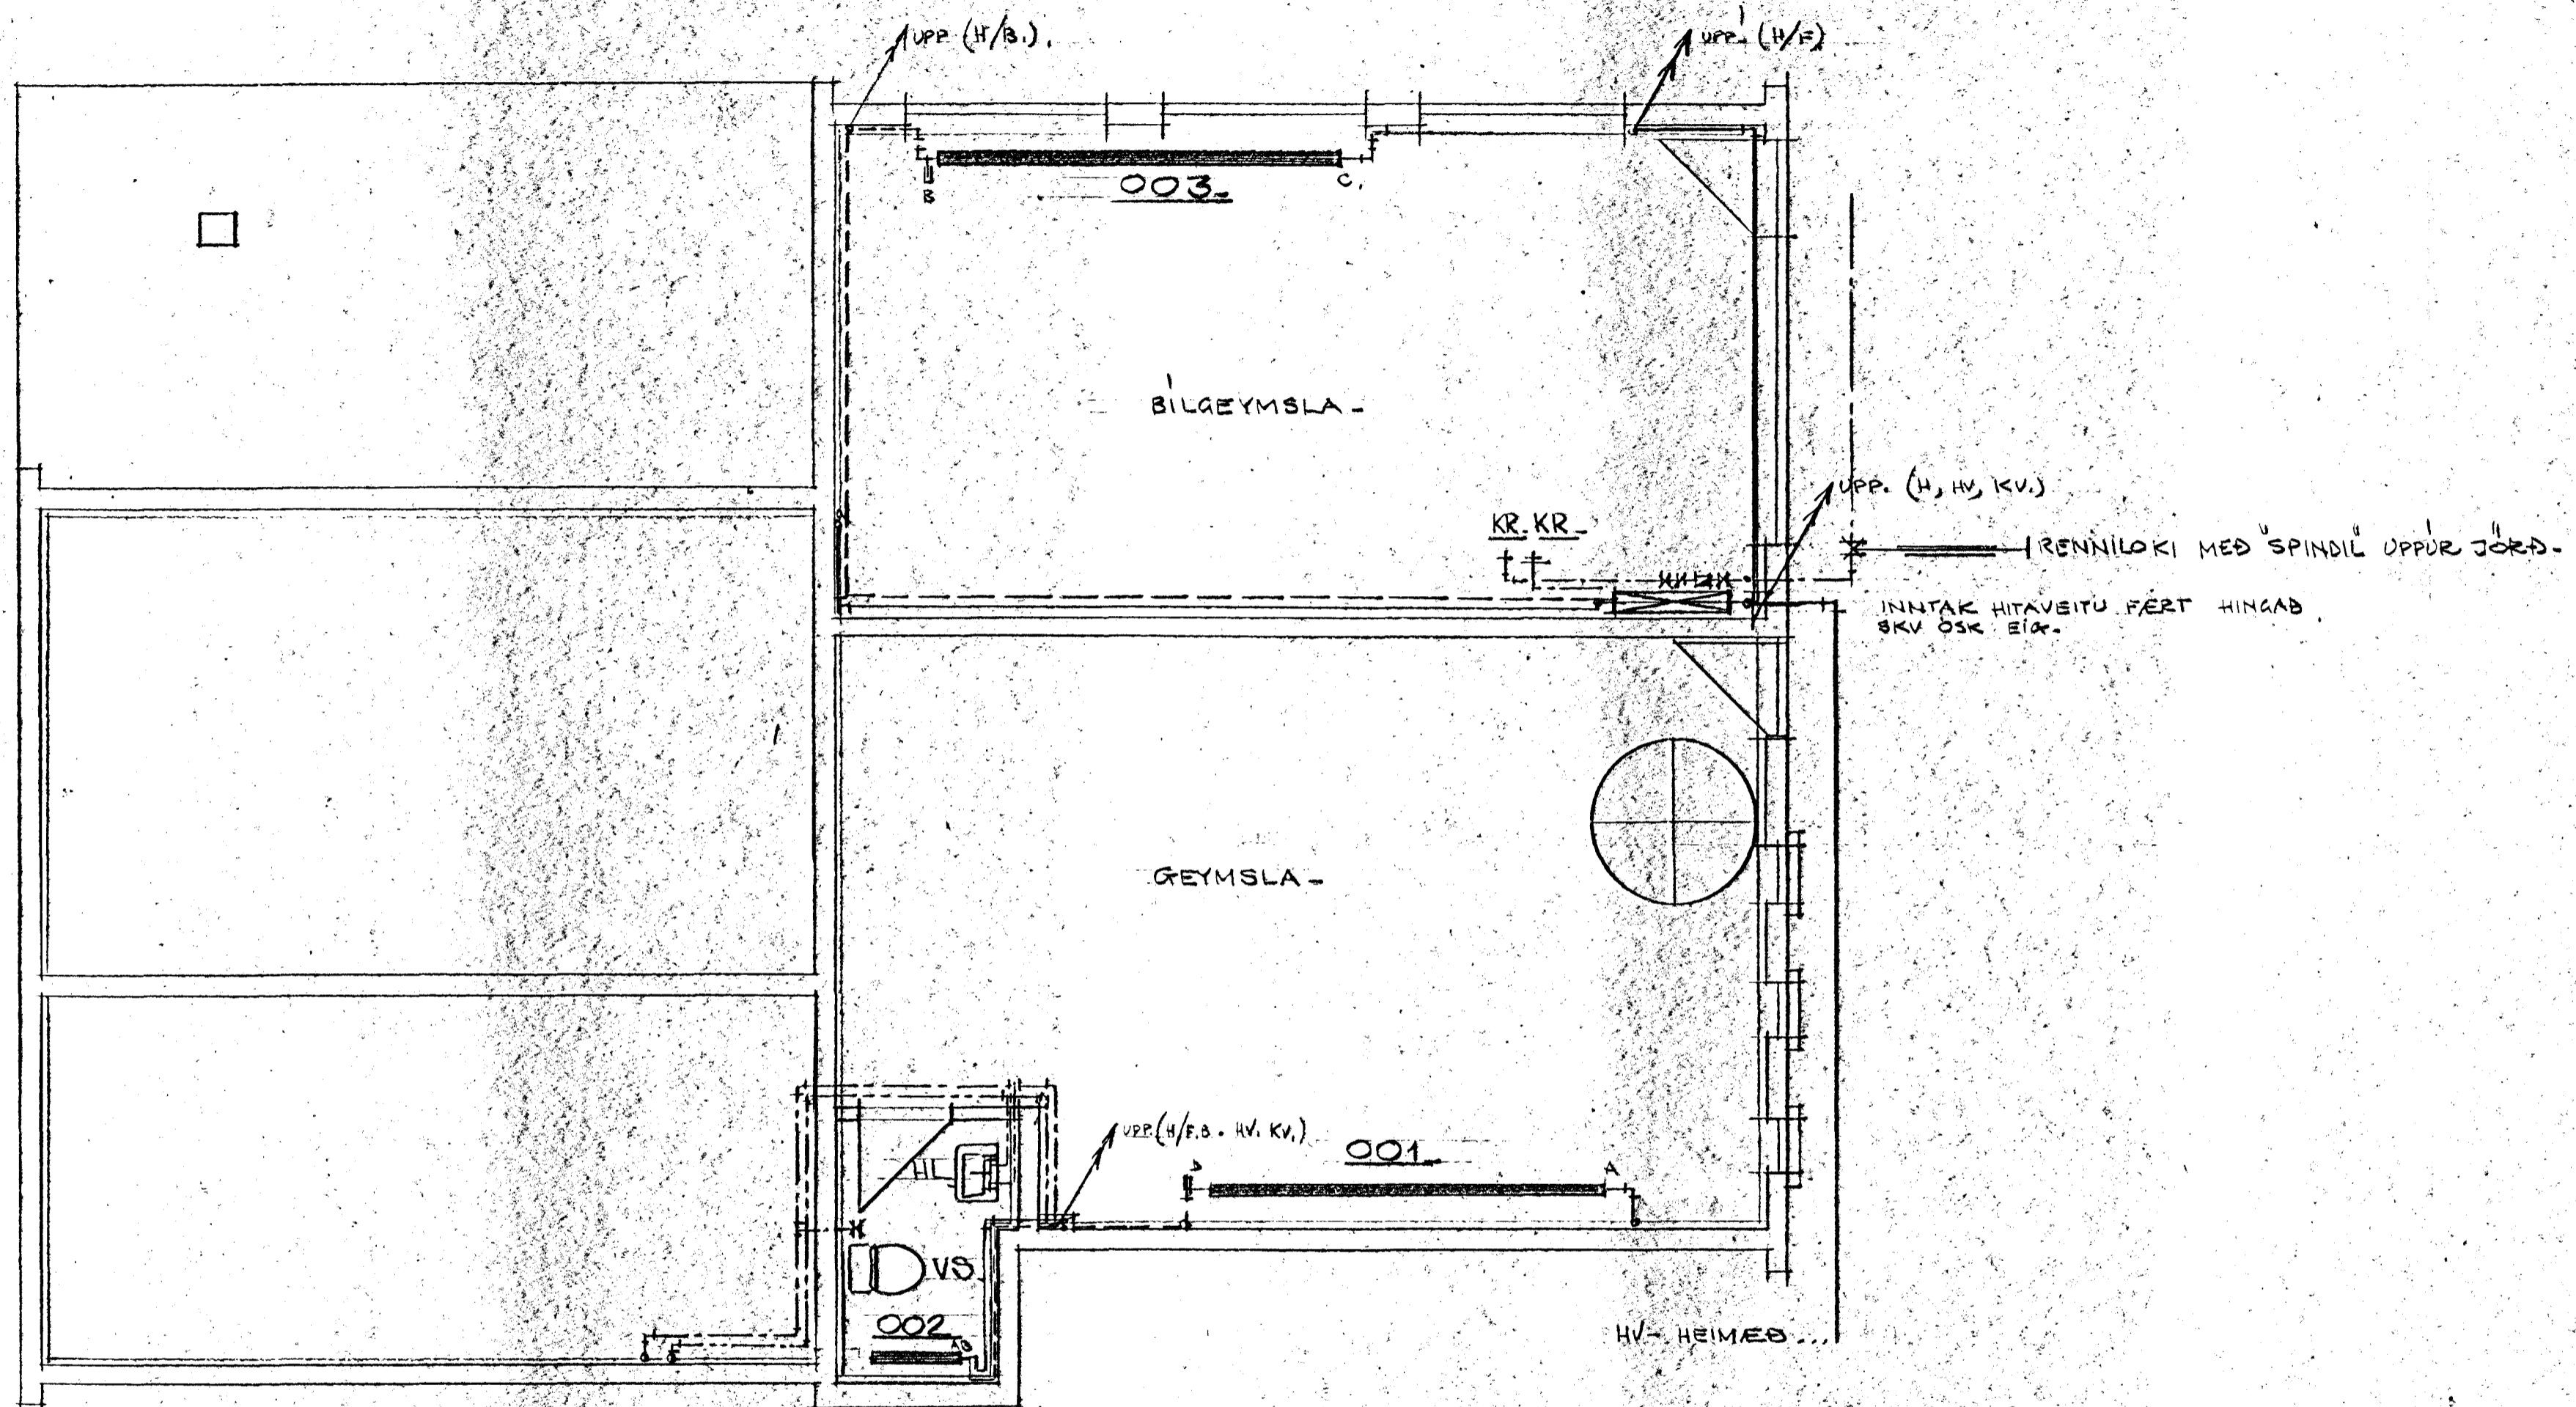 UPP (H/B.).
UPP. (H/F)
B
003-
C.
BÍLGEYMSLA -
UPP. (H, HV, KV.)
KR. KR -
RENNILOKI MEÐ "SPINDIL" UPPÚR JÖRÐ.
INNTAK HITAVEITU FÆRT HINGAÐ
SKV ÓSK EIG.
GEYMSLA -
UPP. (H/F.B. HV. KV.)
001-
A
HL
VS
002
HV- HEIMÆÐ...